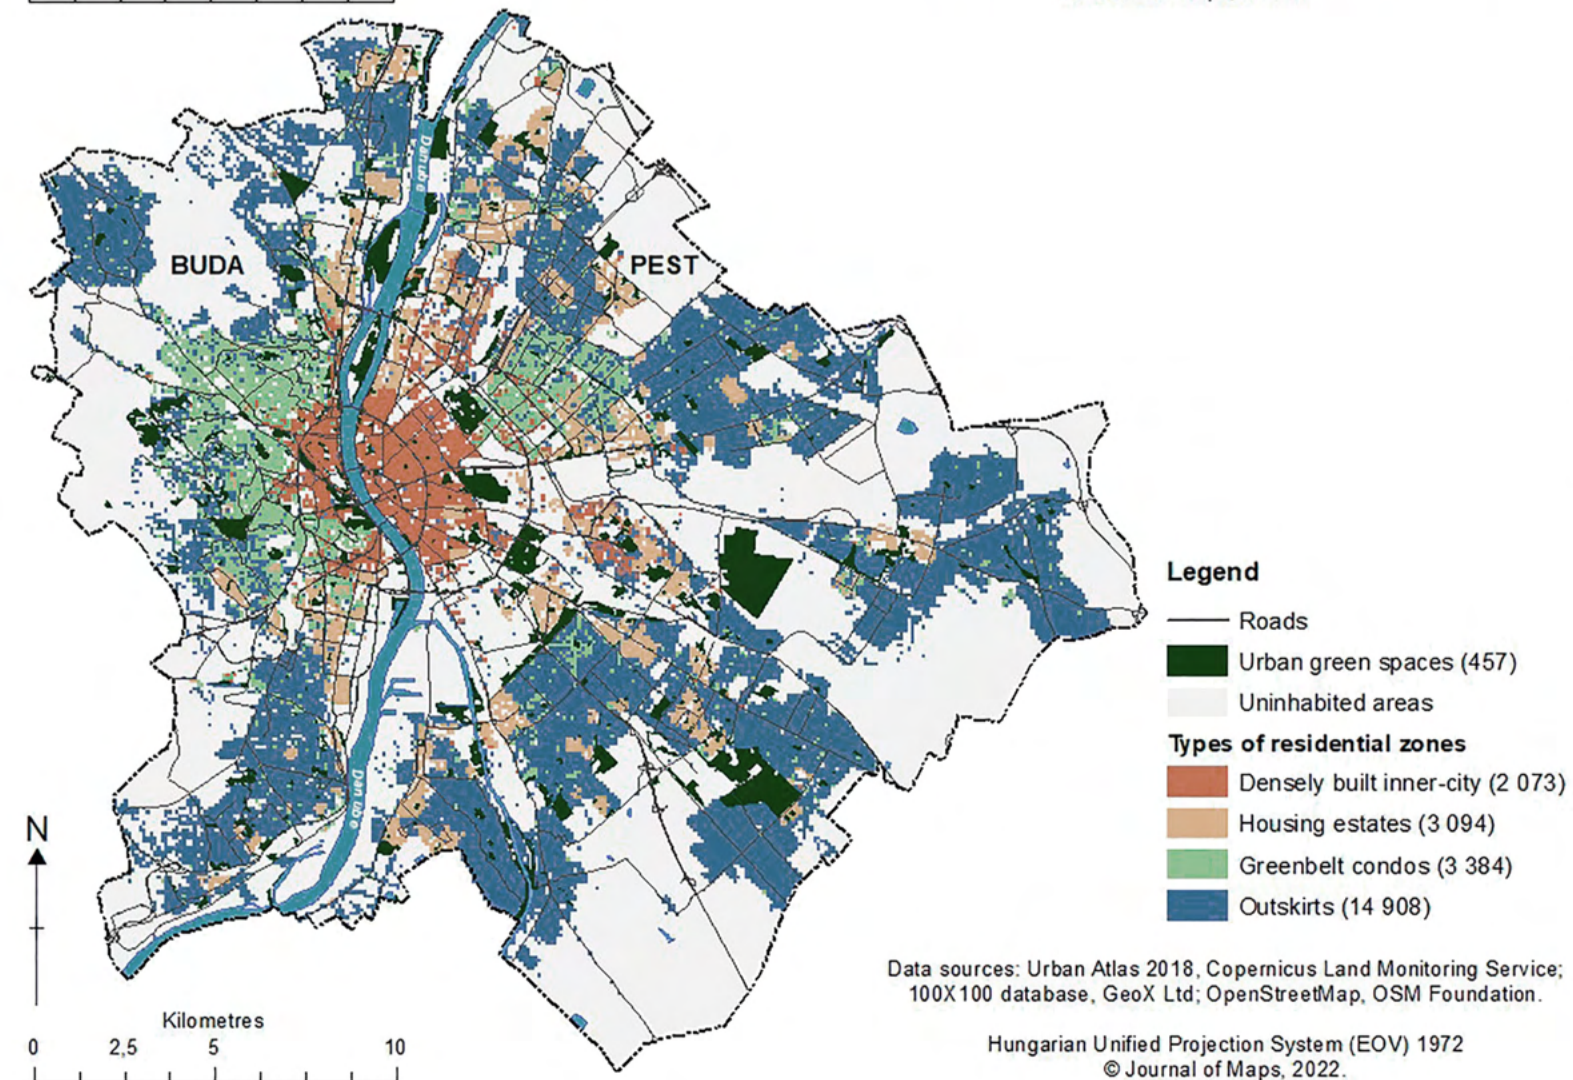 Danube
BUDA
PEST
Danube
Legend
Roads
Urban green spaces (457)
Uninhabited areas
Types of residential zones
Densely built inner-city (2 073)
Housing estates (3 094)
Greenbelt condos (3 384)
Outskirts (14 908)
N
Data sources: Urban Atlas 2018, Copernicus Land Monitoring Service;
100X100 database, GeoX Ltd; OpenStreetMap, OSM Foundation.
Kilometres
0 2,5 5 10
Hungarian Unified Projection System (EOV) 1972
© Journal of Maps, 2022.